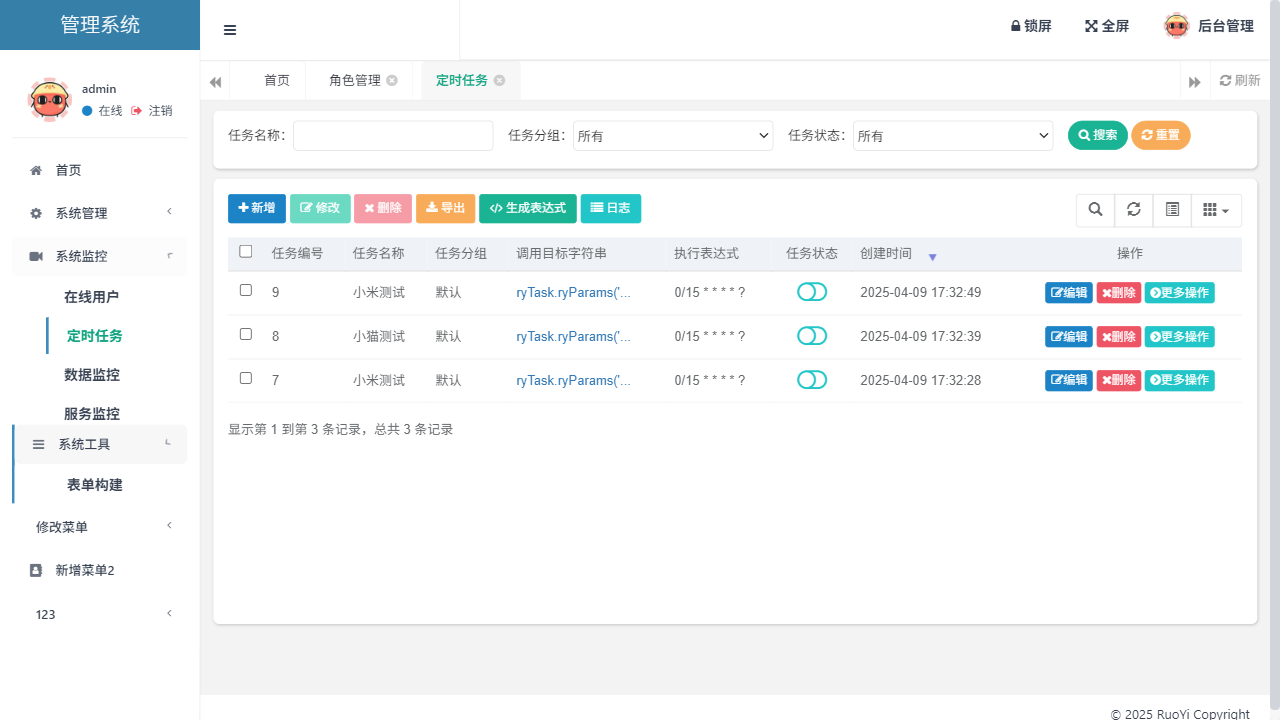 管理系统
锁屏
全屏
后台管理
admin
在线
注销
首页
角色管理
定时任务
刷新
首页
系统管理
系统监控
在线用户
定时任务
数据监控
服务监控
系统工具
表单构建
修改菜单
新增菜单2
123
任务名称：
任务分组：
所有
任务状态：
所有
搜索
重置
新增
修改
删除
导出
生成表达式
日志
任务编号 任务名称 任务分组 调用目标字符串 执行表达式 任务状态 创建时间 操作
9 小米测试 默认 ryTask.ryParams('... 0/15 * * * * ? 2025-04-09 17:32:49 编辑 删除 更多操作
8 小猫测试 默认 ryTask.ryParams('... 0/15 * * * * ? 2025-04-09 17:32:39 编辑 删除 更多操作
7 小米测试 默认 ryTask.ryParams('... 0/15 * * * * ? 2025-04-09 17:32:28 编辑 删除 更多操作
显示第 1 到第 3 条记录，总共 3 条记录
© 2025 RuoYi Copyright